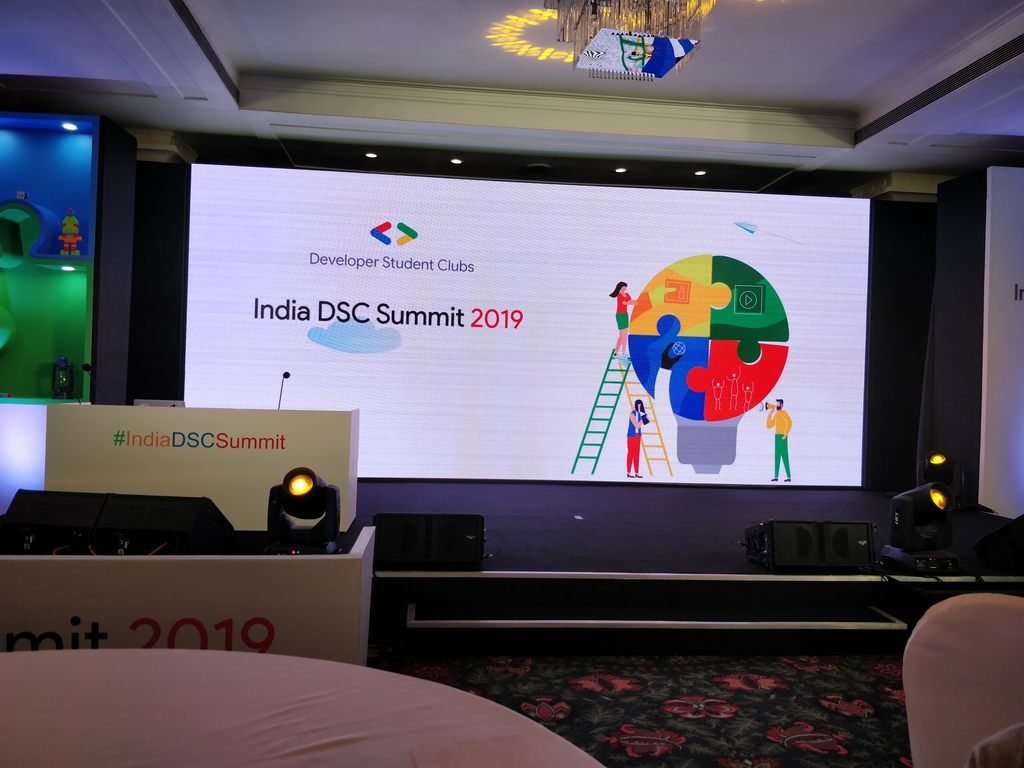 Developer Student Clubs
India DSC Summit 2019
#IndiaDSCSummit
mit 2019